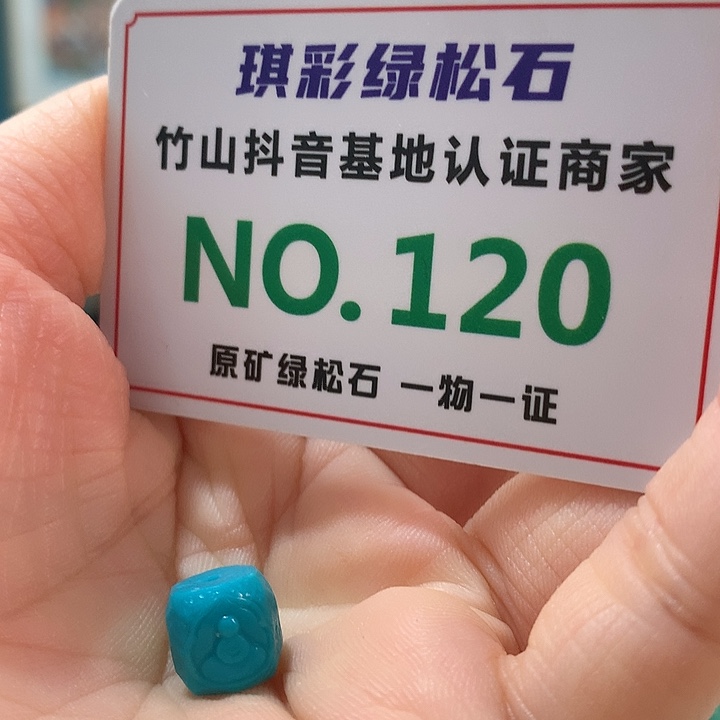 琪彩绿松石
竹山抖音基地认证商家
NO.120
原矿绿松石 一物一证